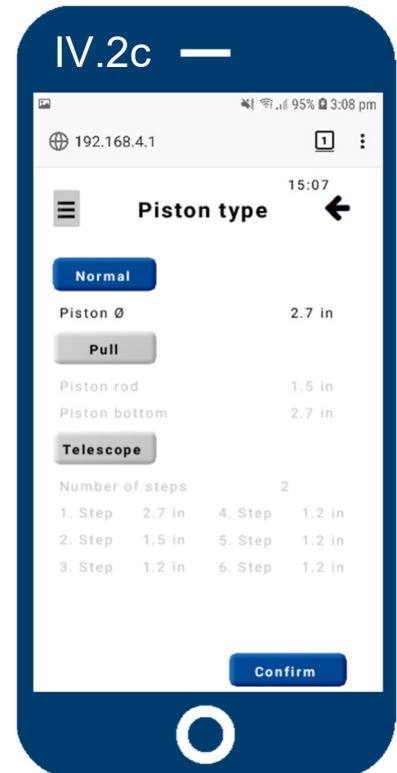 IV.2c
95% 3:08 pm
192.168.4.1 1
15:07
Piston type
Normal
Piston Ø 2.7 in
Pull
Piston rod 1.5 in
Piston bottom 2.7 in
Telescope
Number of steps 2
1. Step 2.7 in 4. Step 1.2 in
2. Step 1.5 in 5. Step 1.2 in
3. Step 1.2 in 6. Step 1.2 in
Confirm